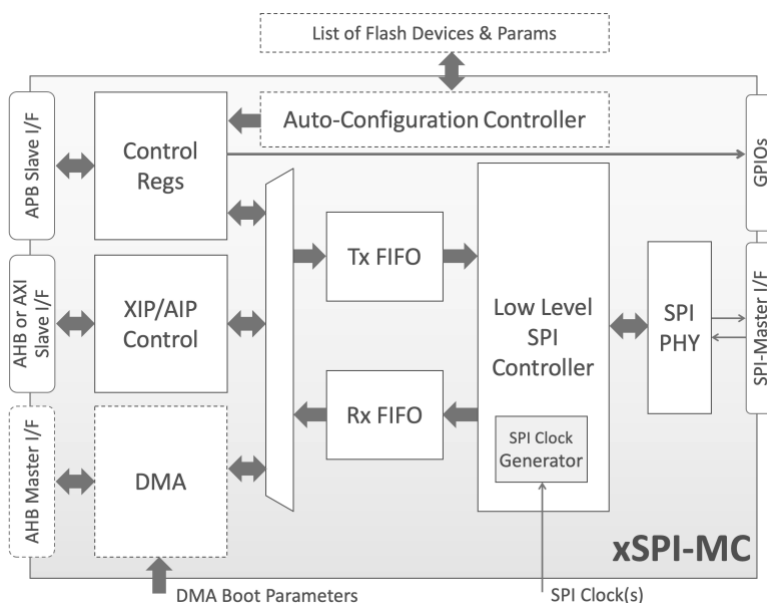 List of Flash Devices & Params
Auto-Configuration Controller
APB Slave I/F
Control
Regs
GPIOs
Tx FIFO
AHB or AXI
Slave I/F
XIP/AIP
Control
Low Level
SPI
Controller
SPI
PHY
SPI-Master I/F
Rx FIFO
SPI Clock
Generator
AHB Master I/F
DMA
xSPI-MC
DMA Boot Parameters
SPI Clock(s)